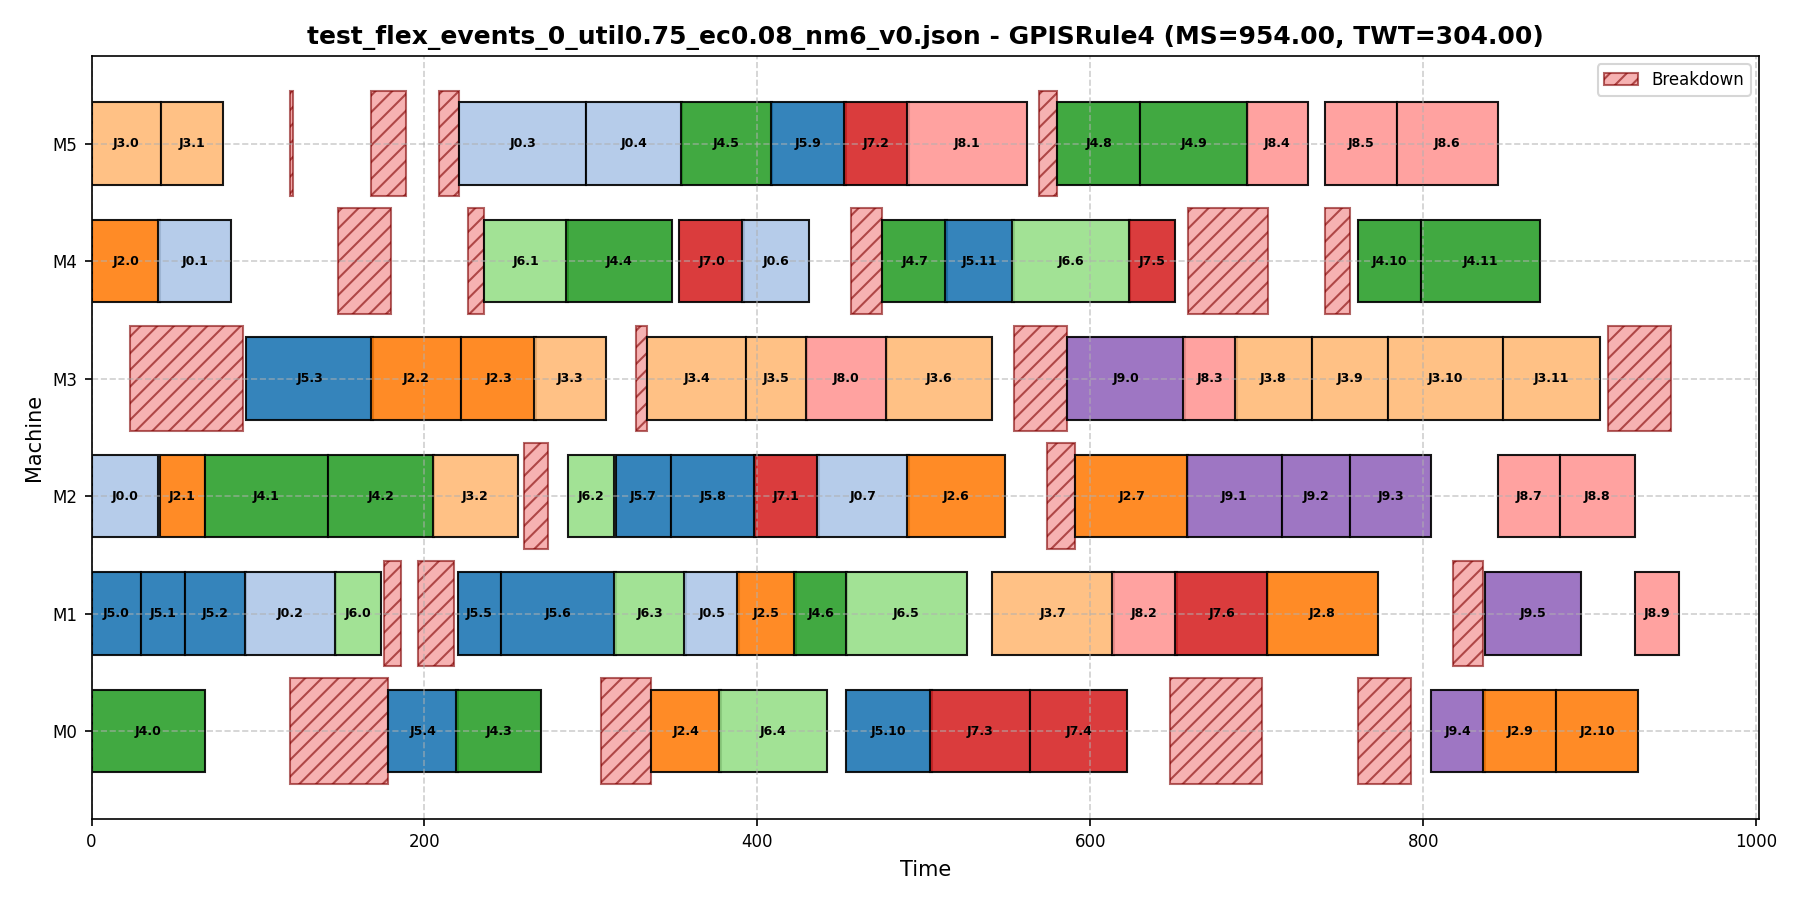 test_flex_events_0_util0.75_ec0.08_nm6_v0.json - GPISRule4 (MS=954.00, TWT=304.00)
Breakdown
M5
J3.0 J3.1 J0.3 J0.4 J4.5 J5.9 J7.2 J8.1 J4.8 J4.9 J8.4 J8.5 J8.6
M4
J2.0 J0.1 J6.1 J4.4 J7.0 J0.6 J4.7 J5.11 J6.6 J7.5 J4.10 J4.11
M3
J5.3 J2.2 J2.3 J3.3 J3.4 J3.5 J8.0 J3.6 J9.0 J8.3 J3.8 J3.9 J3.10 J3.11
M2
J0.0 J2.1 J4.1 J4.2 J3.2 J6.2 J5.7 J5.8 J7.1 J0.7 J2.6 J2.7 J9.1 J9.2 J9.3 J8.7 J8.8
M1
J5.0 J5.1 J5.2 J0.2 J6.0 J5.5 J5.6 J6.3 J0.5 J2.5 J4.6 J6.5 J3.7 J8.2 J7.6 J2.8 J9.5 J8.9
M0
J4.0 J5.4 J4.3 J2.4 J6.4 J5.10 J7.3 J7.4 J9.4 J2.9 J2.10
Machine
0 200 400 600 800 1000
Time